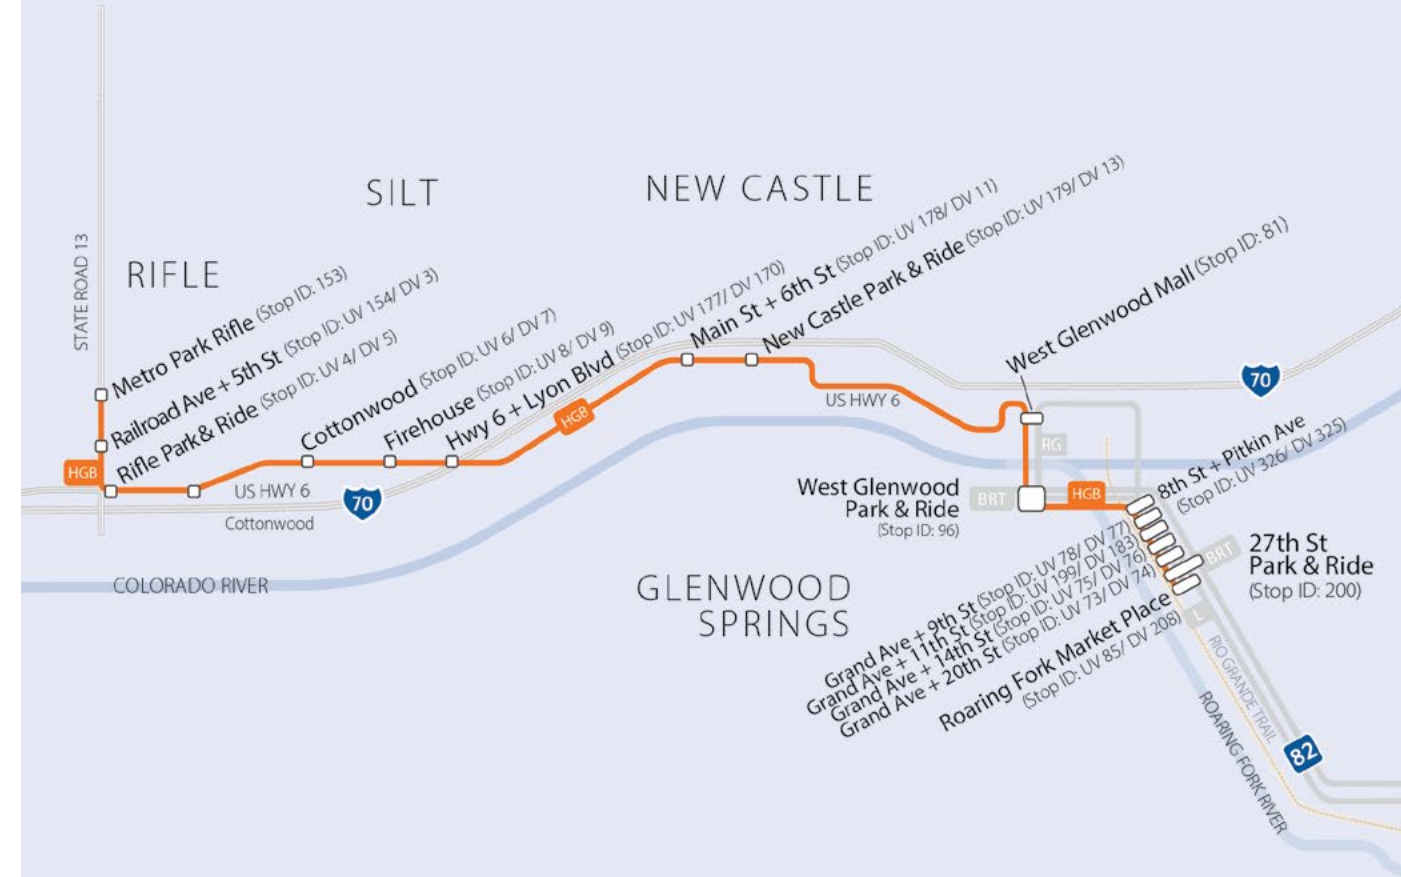 SILT
NEW CASTLE
RIFLE
STATE ROAD 13
Metro Park Rifle (Stop ID: 153)
Railroad Ave + 5th St (Stop ID: UV 154/ DV 3)
Rifle Park& Ride (Stop ID: UV 4/ DV 5)
Cottonwood (Stop ID: UV 6/ DV 7)
Firehouse (Stop ID: UV 8/ DV 9)
Hwy 6 + Lyon Blvd (Stop ID: UV 177/ DV 170)
Main St + 6th St (Stop ID: UV 178/ DV 11)
New Castle Park & Ride (Stop ID: UV 179/ DV 13)
West Glenwood Mall (Stop ID: 81)
70
US HWY 6
HGB
RG
HGB
US HWY 6
70
Cottonwood
West Glenwood
Park & Ride
(Stop ID: 96)
BRT
HGB
8th St + Pitkin Ave
(Stop ID: UV 326/ DV 325)
BRT
27th St
Park & Ride
(Stop ID: 200)
COLORADO RIVER
GLENWOOD
SPRINGS
Grand Ave + 9th St (Stop ID: UV 78/ DV 77)
Grand Ave + 11th St (Stop ID: UV 199/ DV 183)
Grand Ave + 14th St (Stop ID: UV 75/ DV 76)
Grand Ave + 20th St (Stop ID: UV 73/ DV 74)
Roaring Fork Market Place
(Stop ID: UV 85/ DV 208)
L
RIO GRANDE TRAIL
ROARING FORK RIVER
82